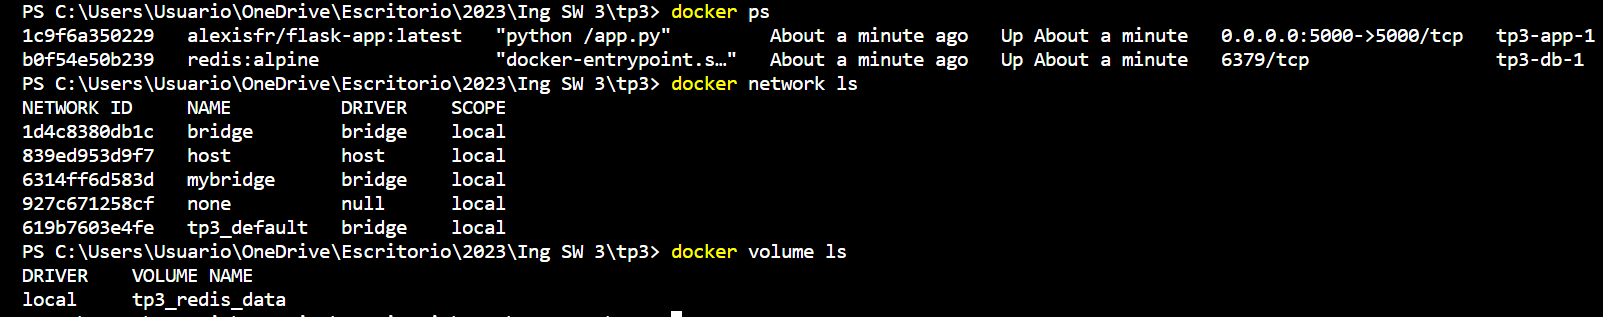 PS C:\Users\Usuario\OneDrive\Escritorio\2023\Ing SW 3\tp3> docker ps
1c9f6a350229   alexisfr/flask-app:latest   "python /app.py"         About a minute ago   Up About a minute   0.0.0.0:5000->5000/tcp   tp3-app-1
b0f54e50b239   redis:alpine                "docker-entrypoint.s…"   About a minute ago   Up About a minute   6379/tcp                 tp3-db-1
PS C:\Users\Usuario\OneDrive\Escritorio\2023\Ing SW 3\tp3> docker network ls
NETWORK ID     NAME          DRIVER    SCOPE
1d4c8380db1c   bridge        bridge    local
839ed953d9f7   host          host      local
6314ff6d583d   mybridge      bridge    local
927c671258cf   none          null      local
619b7603e4fe   tp3_default   bridge    local
PS C:\Users\Usuario\OneDrive\Escritorio\2023\Ing SW 3\tp3> docker volume ls
DRIVER    VOLUME NAME
local     tp3_redis_data